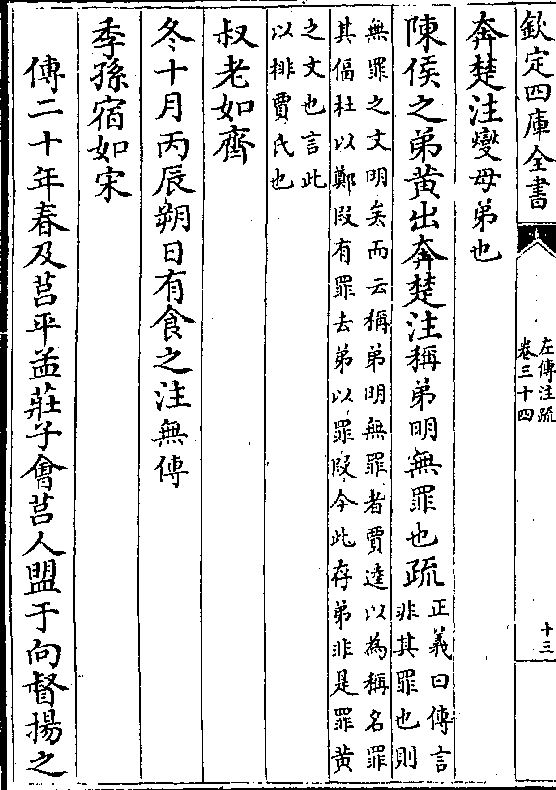 欽定四庫全書
左傳注疏
卷三十四
十三
奔楚注燮母弟也
陳侯之弟黃出奔楚注稱弟明無罪也疏
正義曰傳言
非其罪也則
無罪之文明矣而云稱弟明無罪者賈逵以為稱名罪
其偪杜以鄭段有罪去弟以罪段今此存弟非是罪黃
之文也言此
以排賈氏也
叔老如齊
冬十月丙辰朔日有食之注無傳
季孫宿如宋
傳二十年春及莒平孟莊子會莒人盟于向督揚之